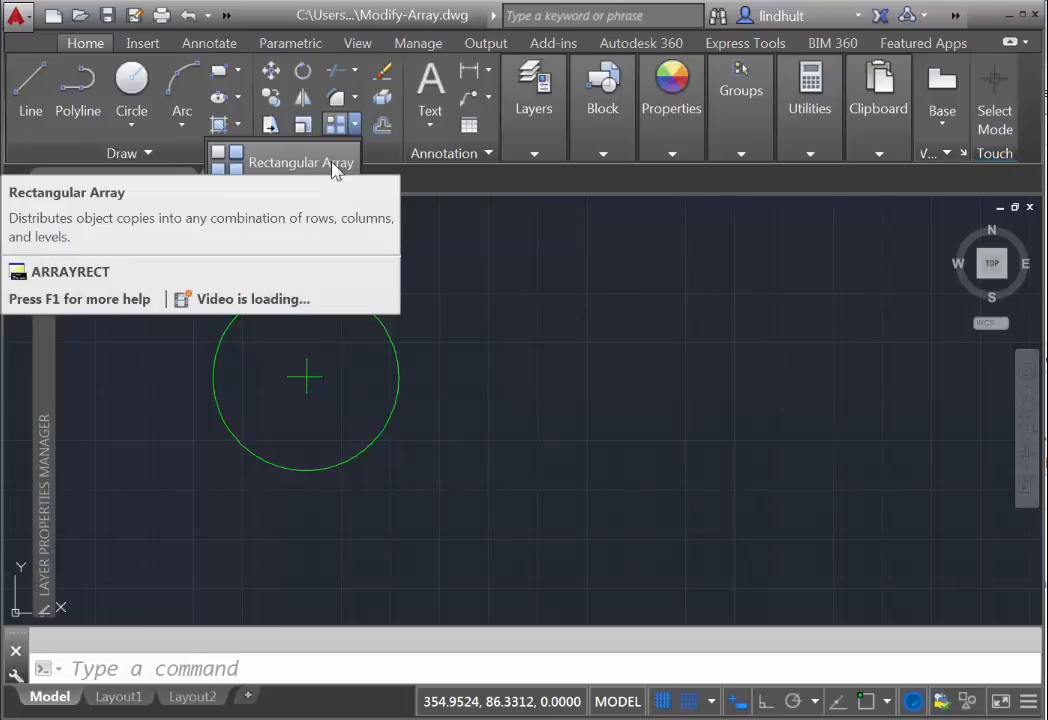 C:\Users...\Modify-Array.dwg
Type a keyword or phrase
lindhult
Home Insert Annotate Parametric View Manage Output Add-ins Autodesk 360 Express Tools BIM 360 Featured Apps
Line Polyline Circle Arc
Text
Layers Block Properties Groups Utilities Clipboard Base
Select
Mode
Draw
Annotation
V...
Touch
Rectangular Array
Rectangular Array
Distributes object copies into any combination of rows, columns,
and levels.
ARRAYRECT
Press F1 for more help
Video is loading...
N
W TOP E
S
WCS
LAYER PROPERTIES MANAGER
Y
X
Type a command
Model Layout1 Layout2 +
354.9524, 86.3312, 0.0000 MODEL